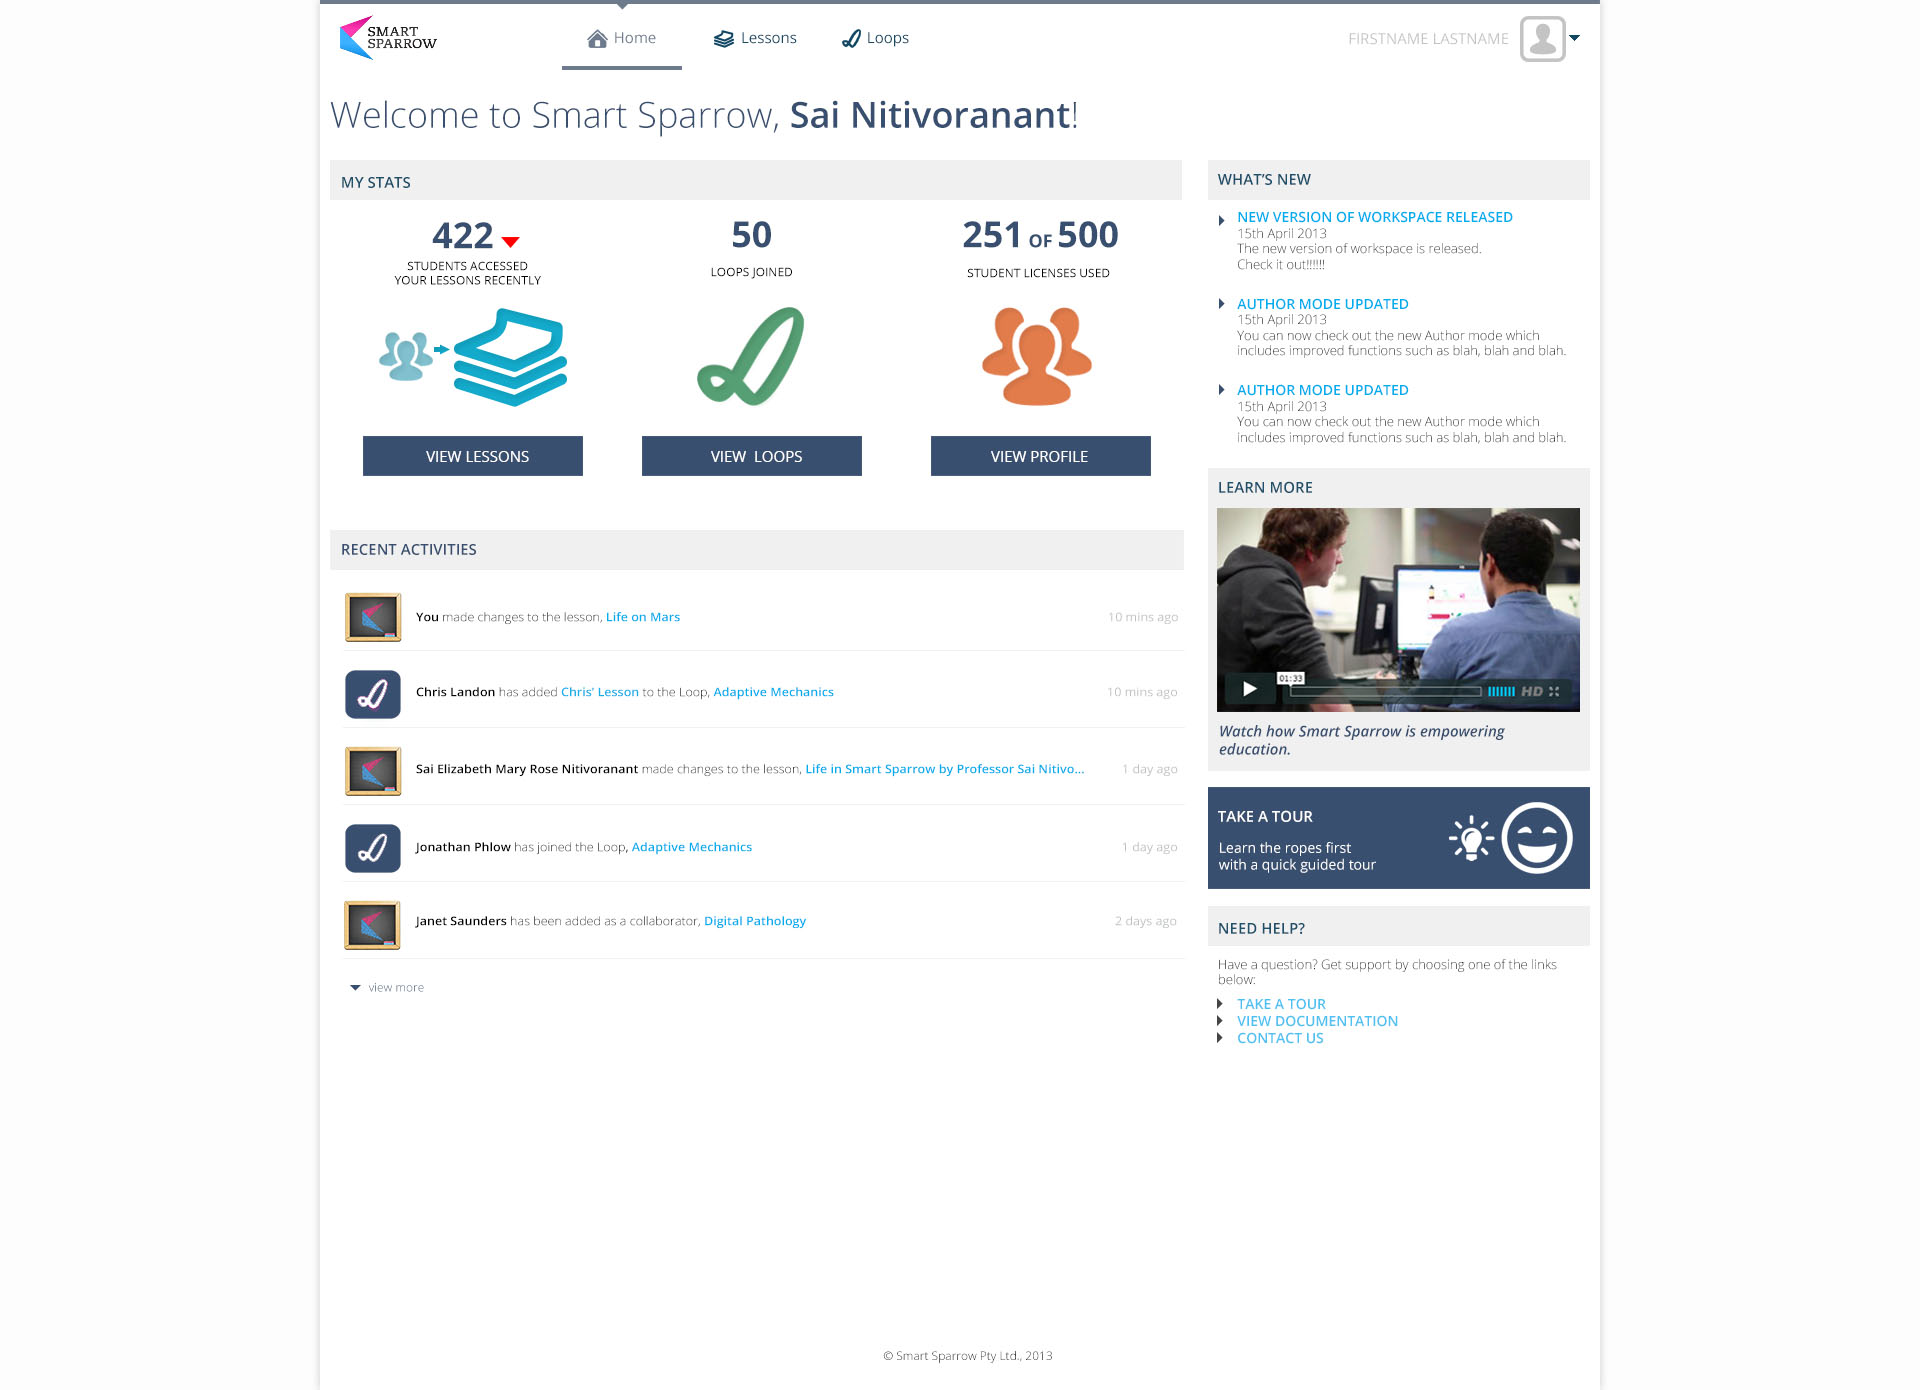 SMART
SPARROW
Home
Lessons
Loops
FIRSTNAME LASTNAME
Welcome to Smart Sparrow, Sai Nitivoranant!
MY STATS
422
STUDENTS ACCESSED
YOUR LESSONS RECENTLY
VIEW LESSONS
50
LOOPS JOINED
VIEW LOOPS
251 OF 500
STUDENT LICENSES USED
VIEW PROFILE
RECENT ACTIVITIES
You made changes to the lesson, Life on Mars
10 mins ago
Chris Landon has added Chris' Lesson to the Loop, Adaptive Mechanics
10 mins ago
Sai Elizabeth Mary Rose Nitivoranant made changes to the lesson, Life in Smart Sparrow by Professor Sai Nitivo...
1 day ago
Jonathan Phlow has joined the Loop, Adaptive Mechanics
1 day ago
Janet Saunders has been added as a collaborator, Digital Pathology
2 days ago
view more
WHAT'S NEW
NEW VERSION OF WORKSPACE RELEASED
15th April 2013
The new version of workspace is released.
Check it out!!!!!!
AUTHOR MODE UPDATED
15th April 2013
You can now check out the new Author mode which
includes improved functions such as blah, blah and blah.
AUTHOR MODE UPDATED
15th April 2013
You can now check out the new Author mode which
includes improved functions such as blah, blah and blah.
LEARN MORE
01:33
HD
Watch how Smart Sparrow is empowering
education.
TAKE A TOUR
Learn the ropes first
with a quick guided tour
NEED HELP?
Have a question? Get support by choosing one of the links
below:
TAKE A TOUR
VIEW DOCUMENTATION
CONTACT US
© Smart Sparrow Pty Ltd., 2013